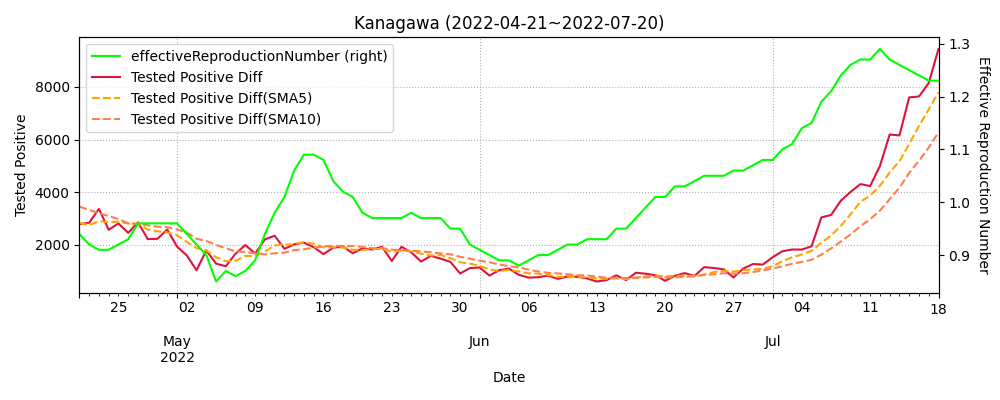 Kanagawa (2022-04-21~2022-07-20)
effectiveReproductionNumber (right)
Tested Positive Diff
Tested Positive Diff(SMA5)
Tested Positive Diff(SMA10)
Tested Positive
8000
6000
4000
2000
1.3
1.2
1.1
1.0
0.9
Effective Reproduction Number
25 02 09 16 23 30 06 13 20 27 04 11 18
May Jun Jul
2022
Date